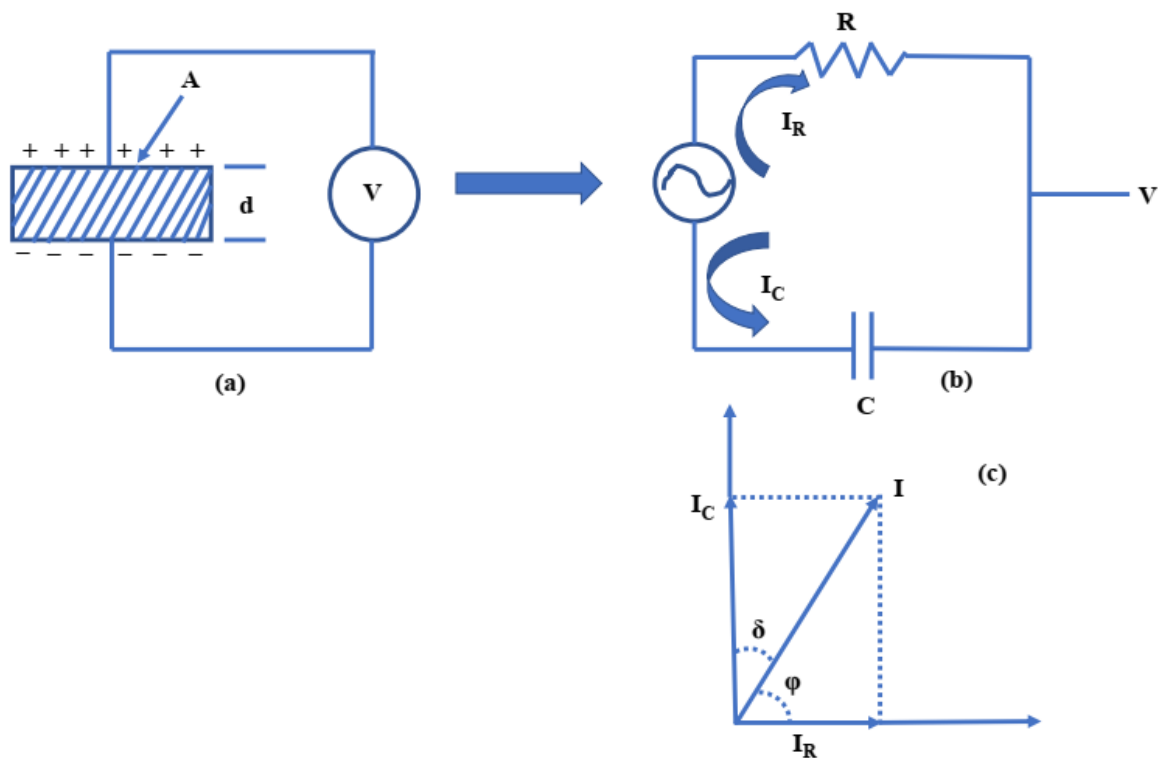 A
+ + + + + +
d
V
− − − − − −
(a)
R
I_R
V
I_C
(b)
C
(c)
I_C
I
δ
φ
I_R